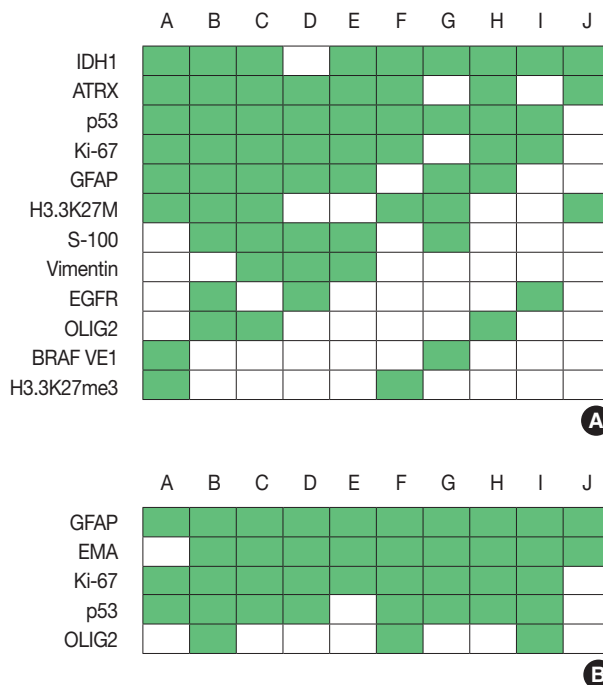 A B C D E F G H I J
IDH1
ATRX
p53
Ki-67
GFAP
H3.3K27M
S-100
Vimentin
EGFR
OLIG2
BRAF VE1
H3.3K27me3
A
A B C D E F G H I J
GFAP
EMA
Ki-67
p53
OLIG2
B